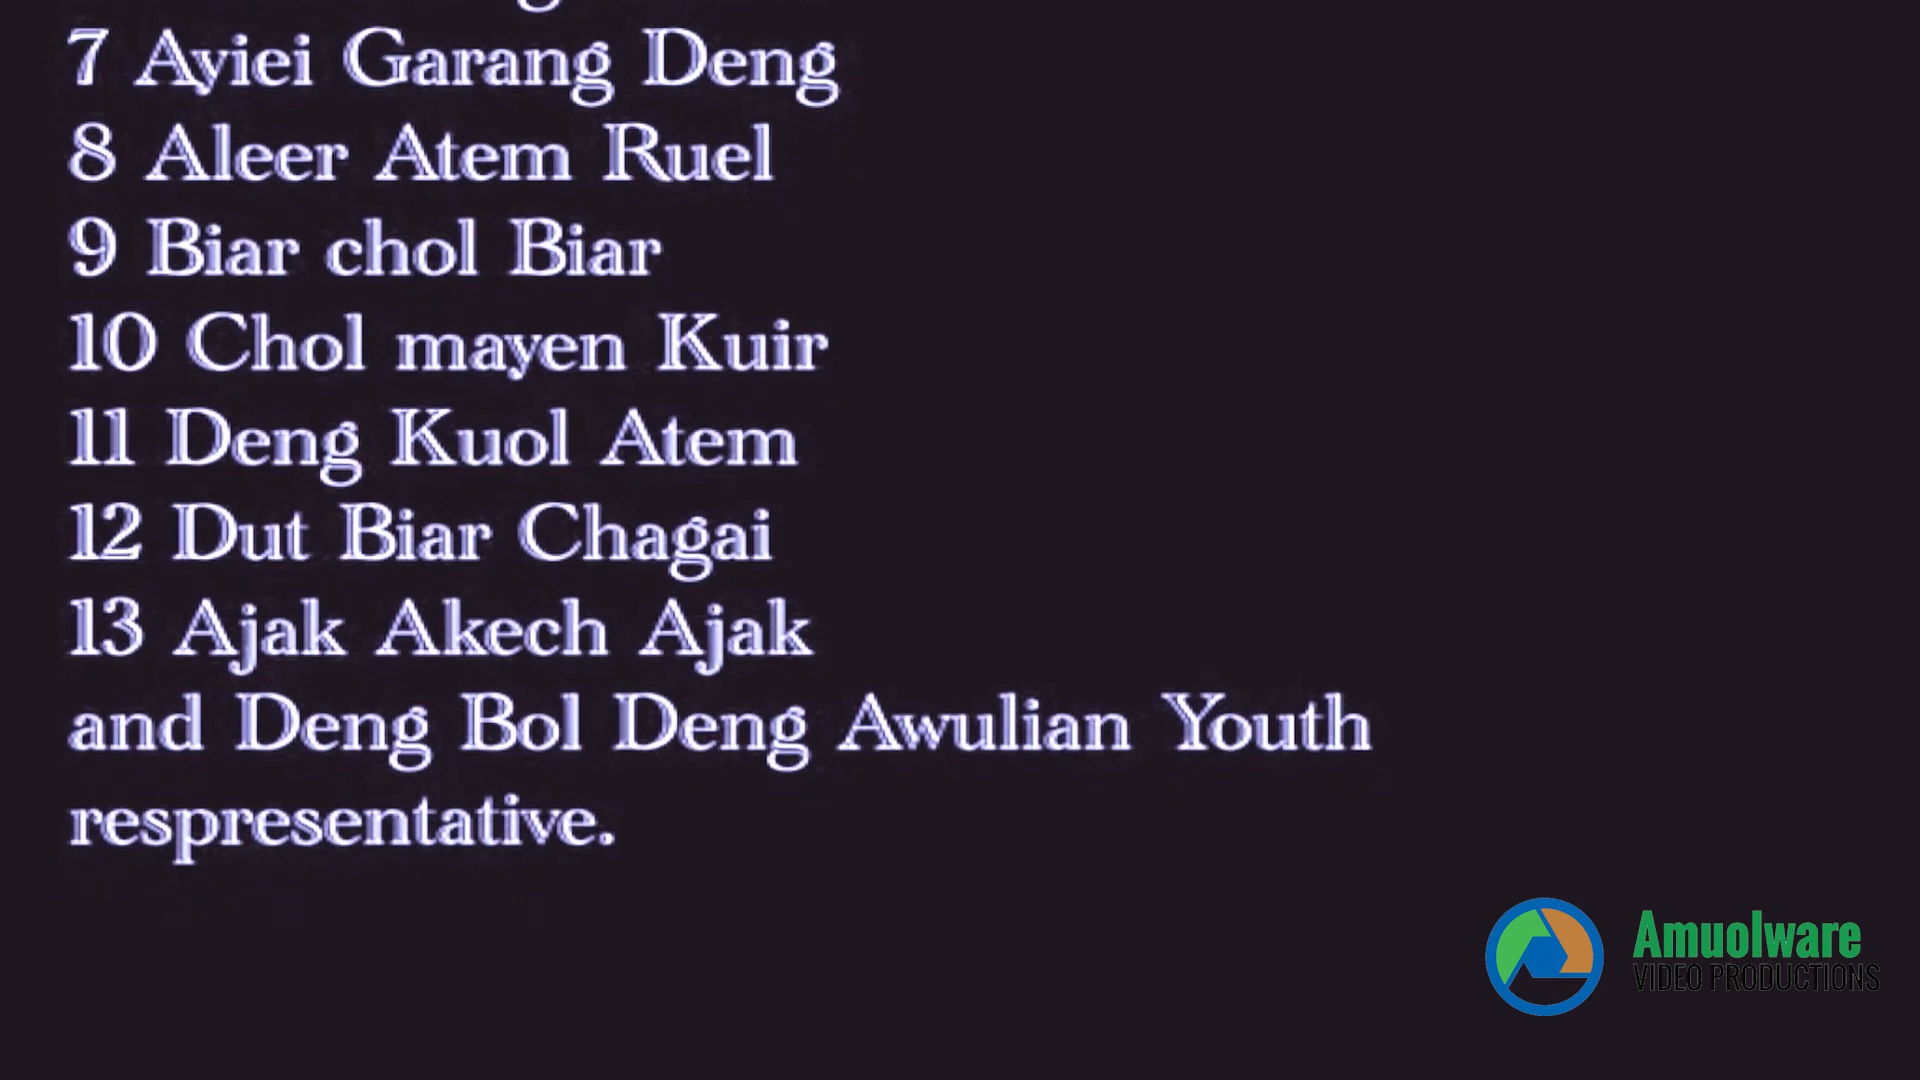 7 Ayiei Garang Deng
8 Aleer Atem Ruel
9 Biar chol Biar
10 Chol mayen Kuir
11 Deng Kuol Atem
12 Dut Biar Chagai
13 Ajak Akech Ajak
and Deng Bol Deng Awulian Youth
respresentative.
Amuolware
VIDEO PRODUCTIONS